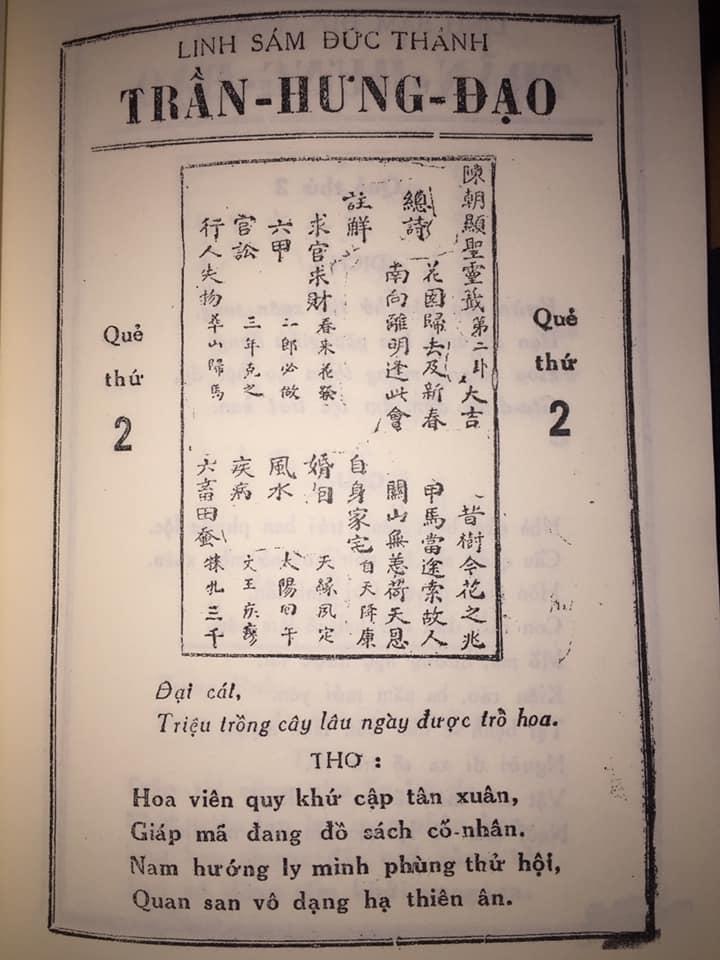 LINH SÁM ĐỨC THÁNH
TRẦN-HƯNG-ĐẠO
陳朝顯聖靈籤第二卦大吉 昔樹今花之兆
總詩
花園歸去及新春 甲馬當途索故人
南向離明逢此會 關山無恙荷天恩
註解 自身家宅 自天降康
求官求財 春來花發 婚 天緣夙定
六甲 二郎必做 風水 太陽回午
官訟 三年克之 疾病 文王疾瘳
行人失物 華山歸馬 六畜田蚕 三千
Quẻ
thứ
2
Quẻ
thứ
2
Đại cát,
Triệu trồng cây lâu ngày được trồ hoa.
THƠ :
Hoa viên quy khứ cập tân xuân,
Giáp mã đang đồ sách cố-nhân.
Nam hướng ly minh phùng thử hội,
Quan san vô dạng hạ thiên ân.